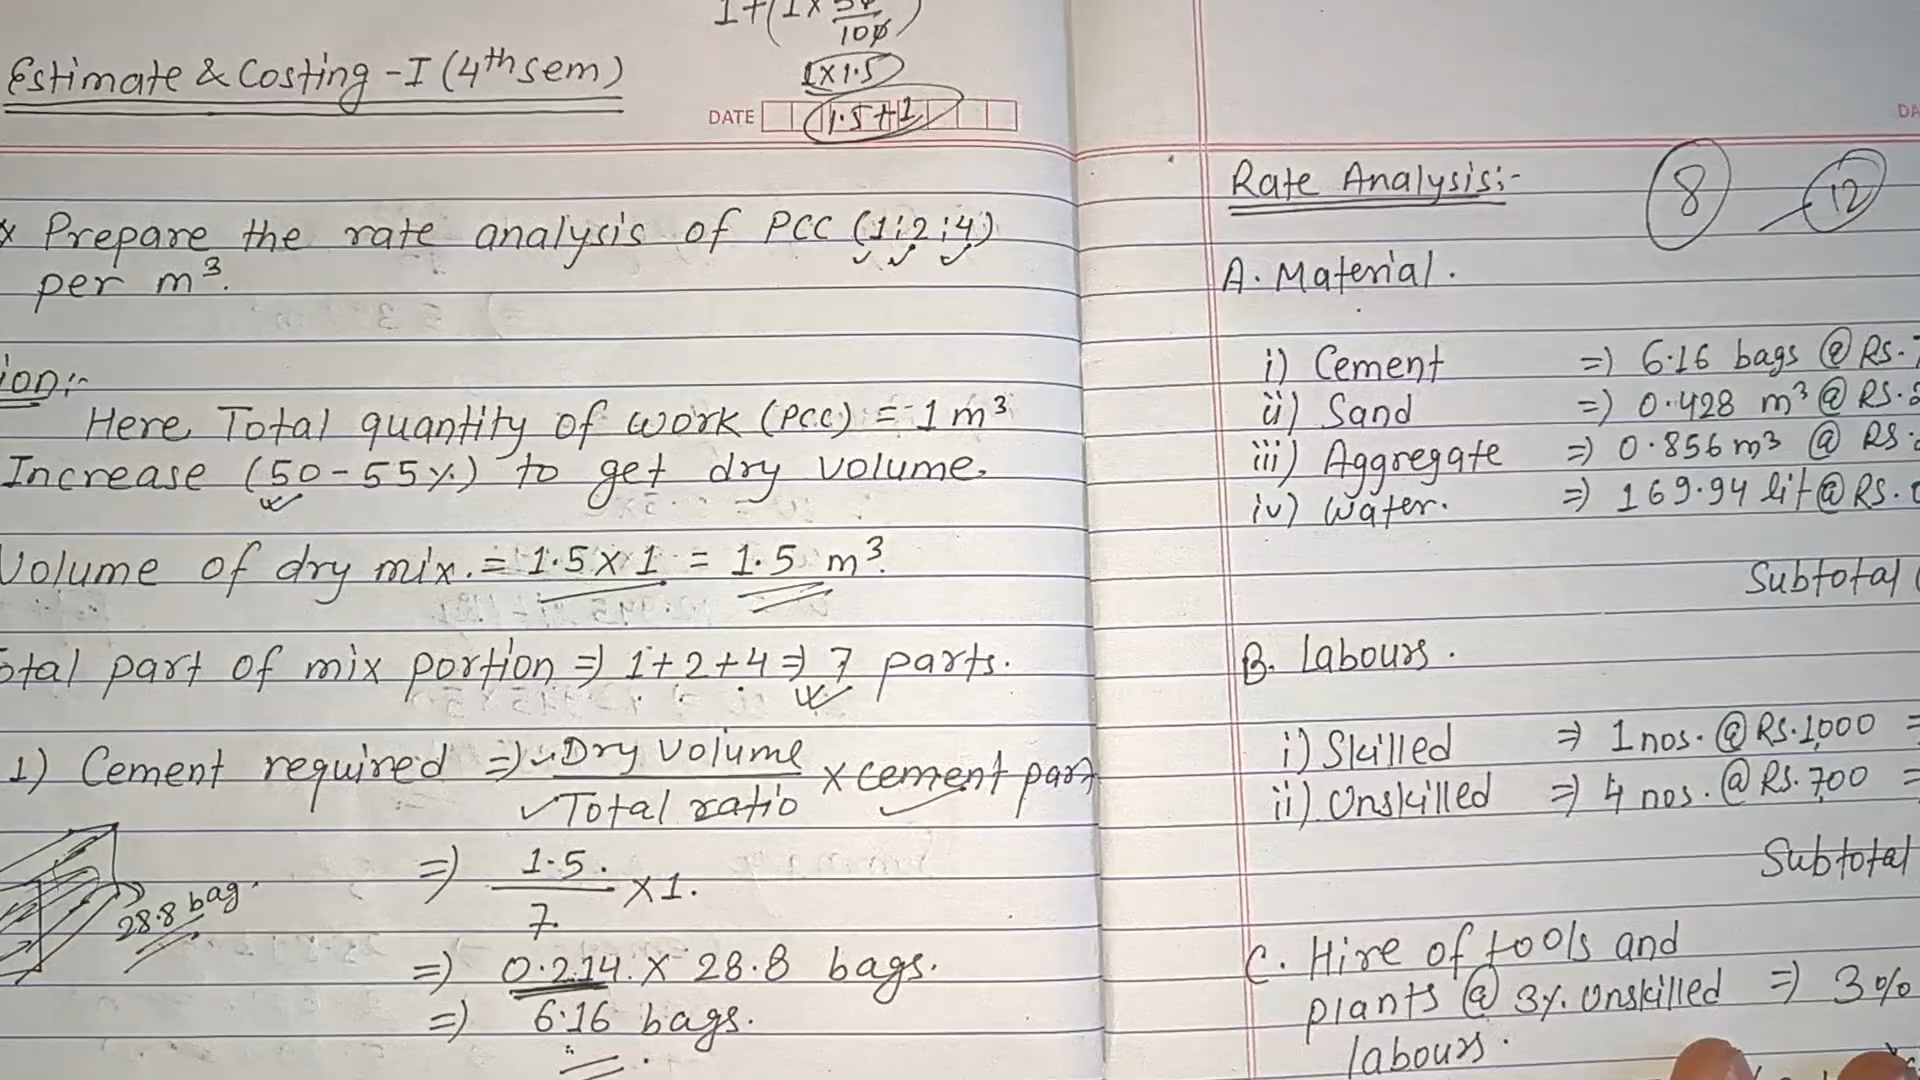 1+(1×50/100)
1×1.5
1.5+1
Estimate & Costing -I (4th sem)
DATE
* Prepare the rate analysis of PCC (1:2:4)
per m³.
ion:-
Here Total quantity of work (PCC) = 1 m³
Increase (50-55%) to get dry volume.
Volume of dry mix. = 1.5 x 1 = 1.5 m³.
otal part of mix portion ⇒ 1+2+4 ⇒ 7 parts.
1) Cement required ⇒ Dry volume / Total ratio × cement part
28.8 bag.
⇒ 1.5 / 7 × 1.
⇒ 0.214 × 28.8 bags.
⇒ 6.16 bags.
DA
Rate Analysis:-
8
12
A. Material.
i) Cement ⇒ 6.16 bags @ RS.
ii) Sand ⇒ 0.428 m³ @ RS.
iii) Aggregate ⇒ 0.856 m³ @ RS.
iv) Water. ⇒ 169.94 lit @ RS.
Subtotal
B. Labours.
i) Skilled ⇒ 1 nos. @ Rs. 1,000 =
ii) Unskilled ⇒ 4 nos. @ Rs. 700 =
Subtotal
C. Hire of tools and
plants @ 3%. Unskilled ⇒ 3%
labours.